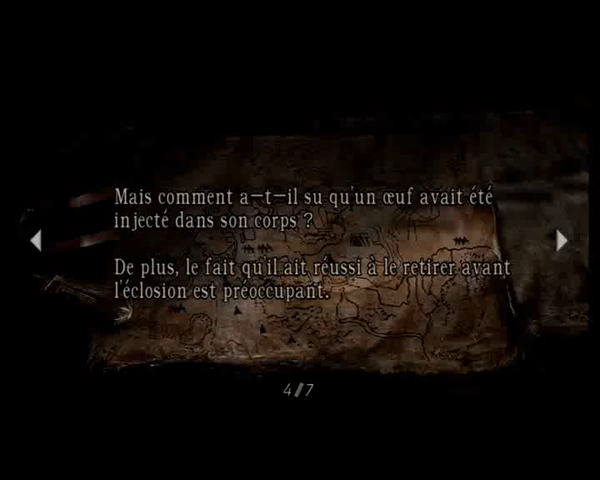 Mais comment a-t-il su qu'un œuf avait été
injecté dans son corps ?
De plus, le fait qu'il ait réussi à le retirer avant
l'éclosion est préoccupant.
4/7